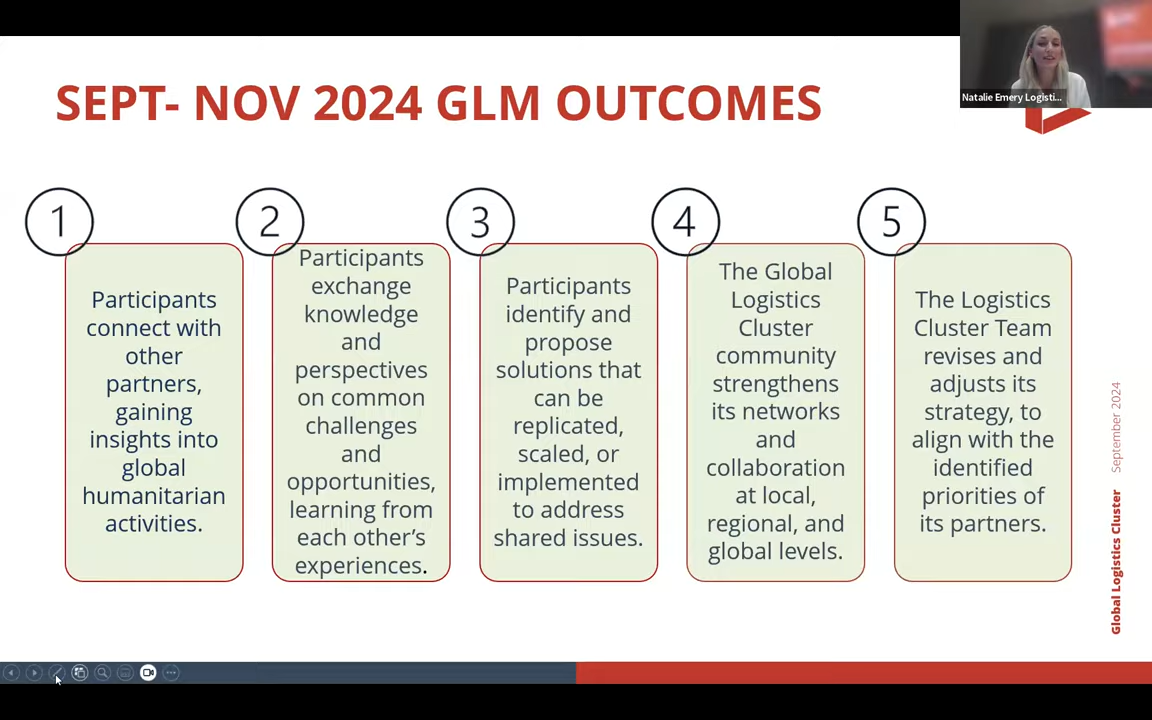 Natalie Emery Logisti...
SEPT- NOV 2024 GLM OUTCOMES
1
Participants
connect with
other
partners,
gaining
insights into
global
humanitarian
activities.
2
Participants
exchange
knowledge
and
perspectives
on common
challenges
and
opportunities,
learning from
each other’s
experiences.
3
Participants
identify and
propose
solutions that
can be
replicated,
scaled, or
implemented
to address
shared issues.
4
The Global
Logistics
Cluster
community
strengthens
its networks
and
collaboration
at local,
regional, and
global levels.
5
The Logistics
Cluster Team
revises and
adjusts its
strategy, to
align with the
identified
priorities of
its partners.
Global Logistics Cluster September 2024